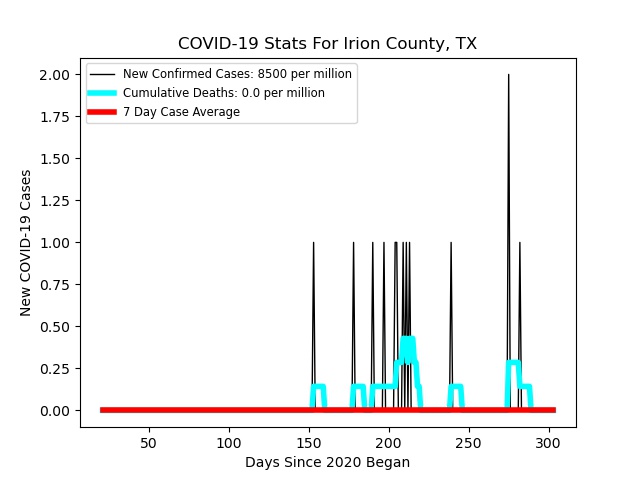 COVID-19 Stats For Irion County, TX
New Confirmed Cases: 8500 per million
Cumulative Deaths: 0.0 per million
7 Day Case Average
2.00
1.75
1.50
1.25
1.00
0.75
0.50
0.25
0.00
New COVID-19 Cases
50 100 150 200 250 300
Days Since 2020 Began